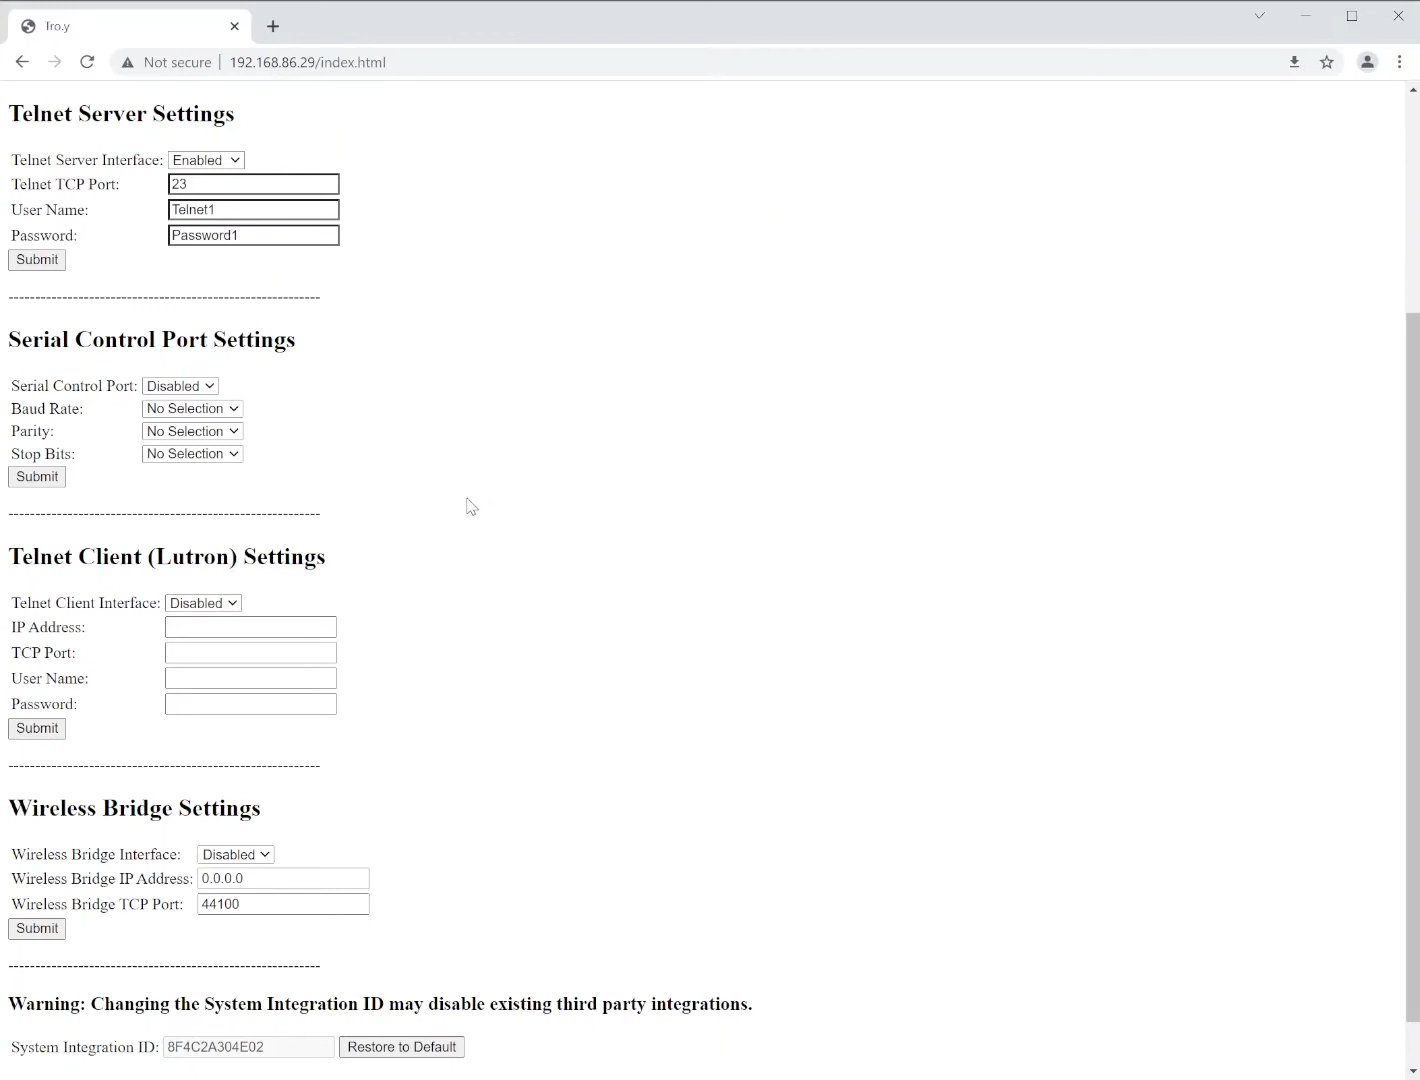 Tro.y
Not secure | 192.168.86.29/index.html
Telnet Server Settings
Telnet Server Interface: Enabled
Telnet TCP Port: 23
User Name: Telnet1
Password: Password1
Submit
------------------------------------------------------------
Serial Control Port Settings
Serial Control Port: Disabled
Baud Rate: No Selection
Parity: No Selection
Stop Bits: No Selection
Submit
------------------------------------------------------------
Telnet Client (Lutron) Settings
Telnet Client Interface: Disabled
IP Address:
TCP Port:
User Name:
Password:
Submit
------------------------------------------------------------
Wireless Bridge Settings
Wireless Bridge Interface: Disabled
Wireless Bridge IP Address: 0.0.0.0
Wireless Bridge TCP Port: 44100
Submit
------------------------------------------------------------
Warning: Changing the System Integration ID may disable existing third party integrations.
System Integration ID: 8F4C2A304E02 Restore to Default